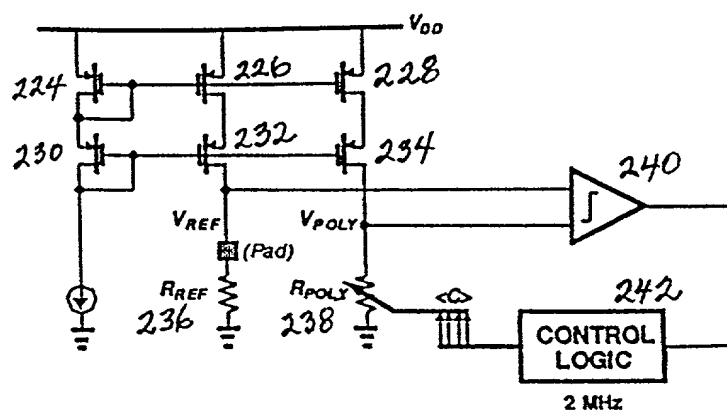 VDD
224
226
228
230
232
234
240
VREF
VPOLY
(Pad)
RREF
RPOLY
<C>
236
238
242
CONTROL
LOGIC
2 MHz